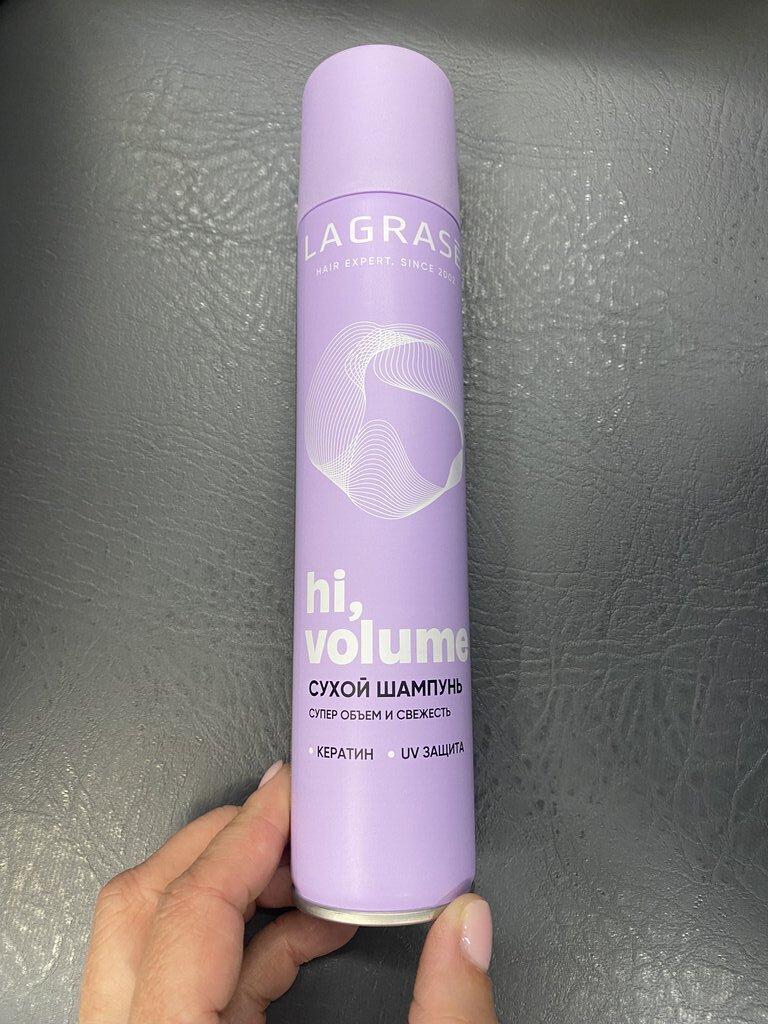 LAGRASE
HAIR EXPERT. SINCE 2002
hi,
volume
СУХОЙ ШАМПУНЬ
СУПЕР ОБЪЕМ И СВЕЖЕСТЬ
• КЕРАТИН • UV ЗАЩИТА